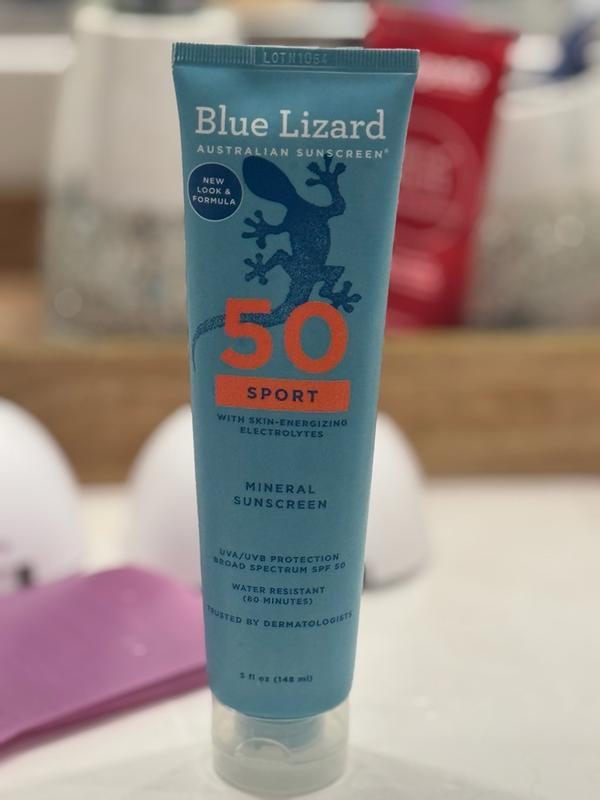 LOTN1064
Blue Lizard
AUSTRALIAN SUNSCREEN®
NEW
LOOK &
FORMULA
50
SPORT
WITH SKIN-ENERGIZING
ELECTROLYTES
MINERAL
SUNSCREEN
UVA/UVB PROTECTION
BROAD SPECTRUM SPF 50
WATER RESISTANT
(80 MINUTES)
TRUSTED BY DERMATOLOGISTS
5 fl oz (148 ml)